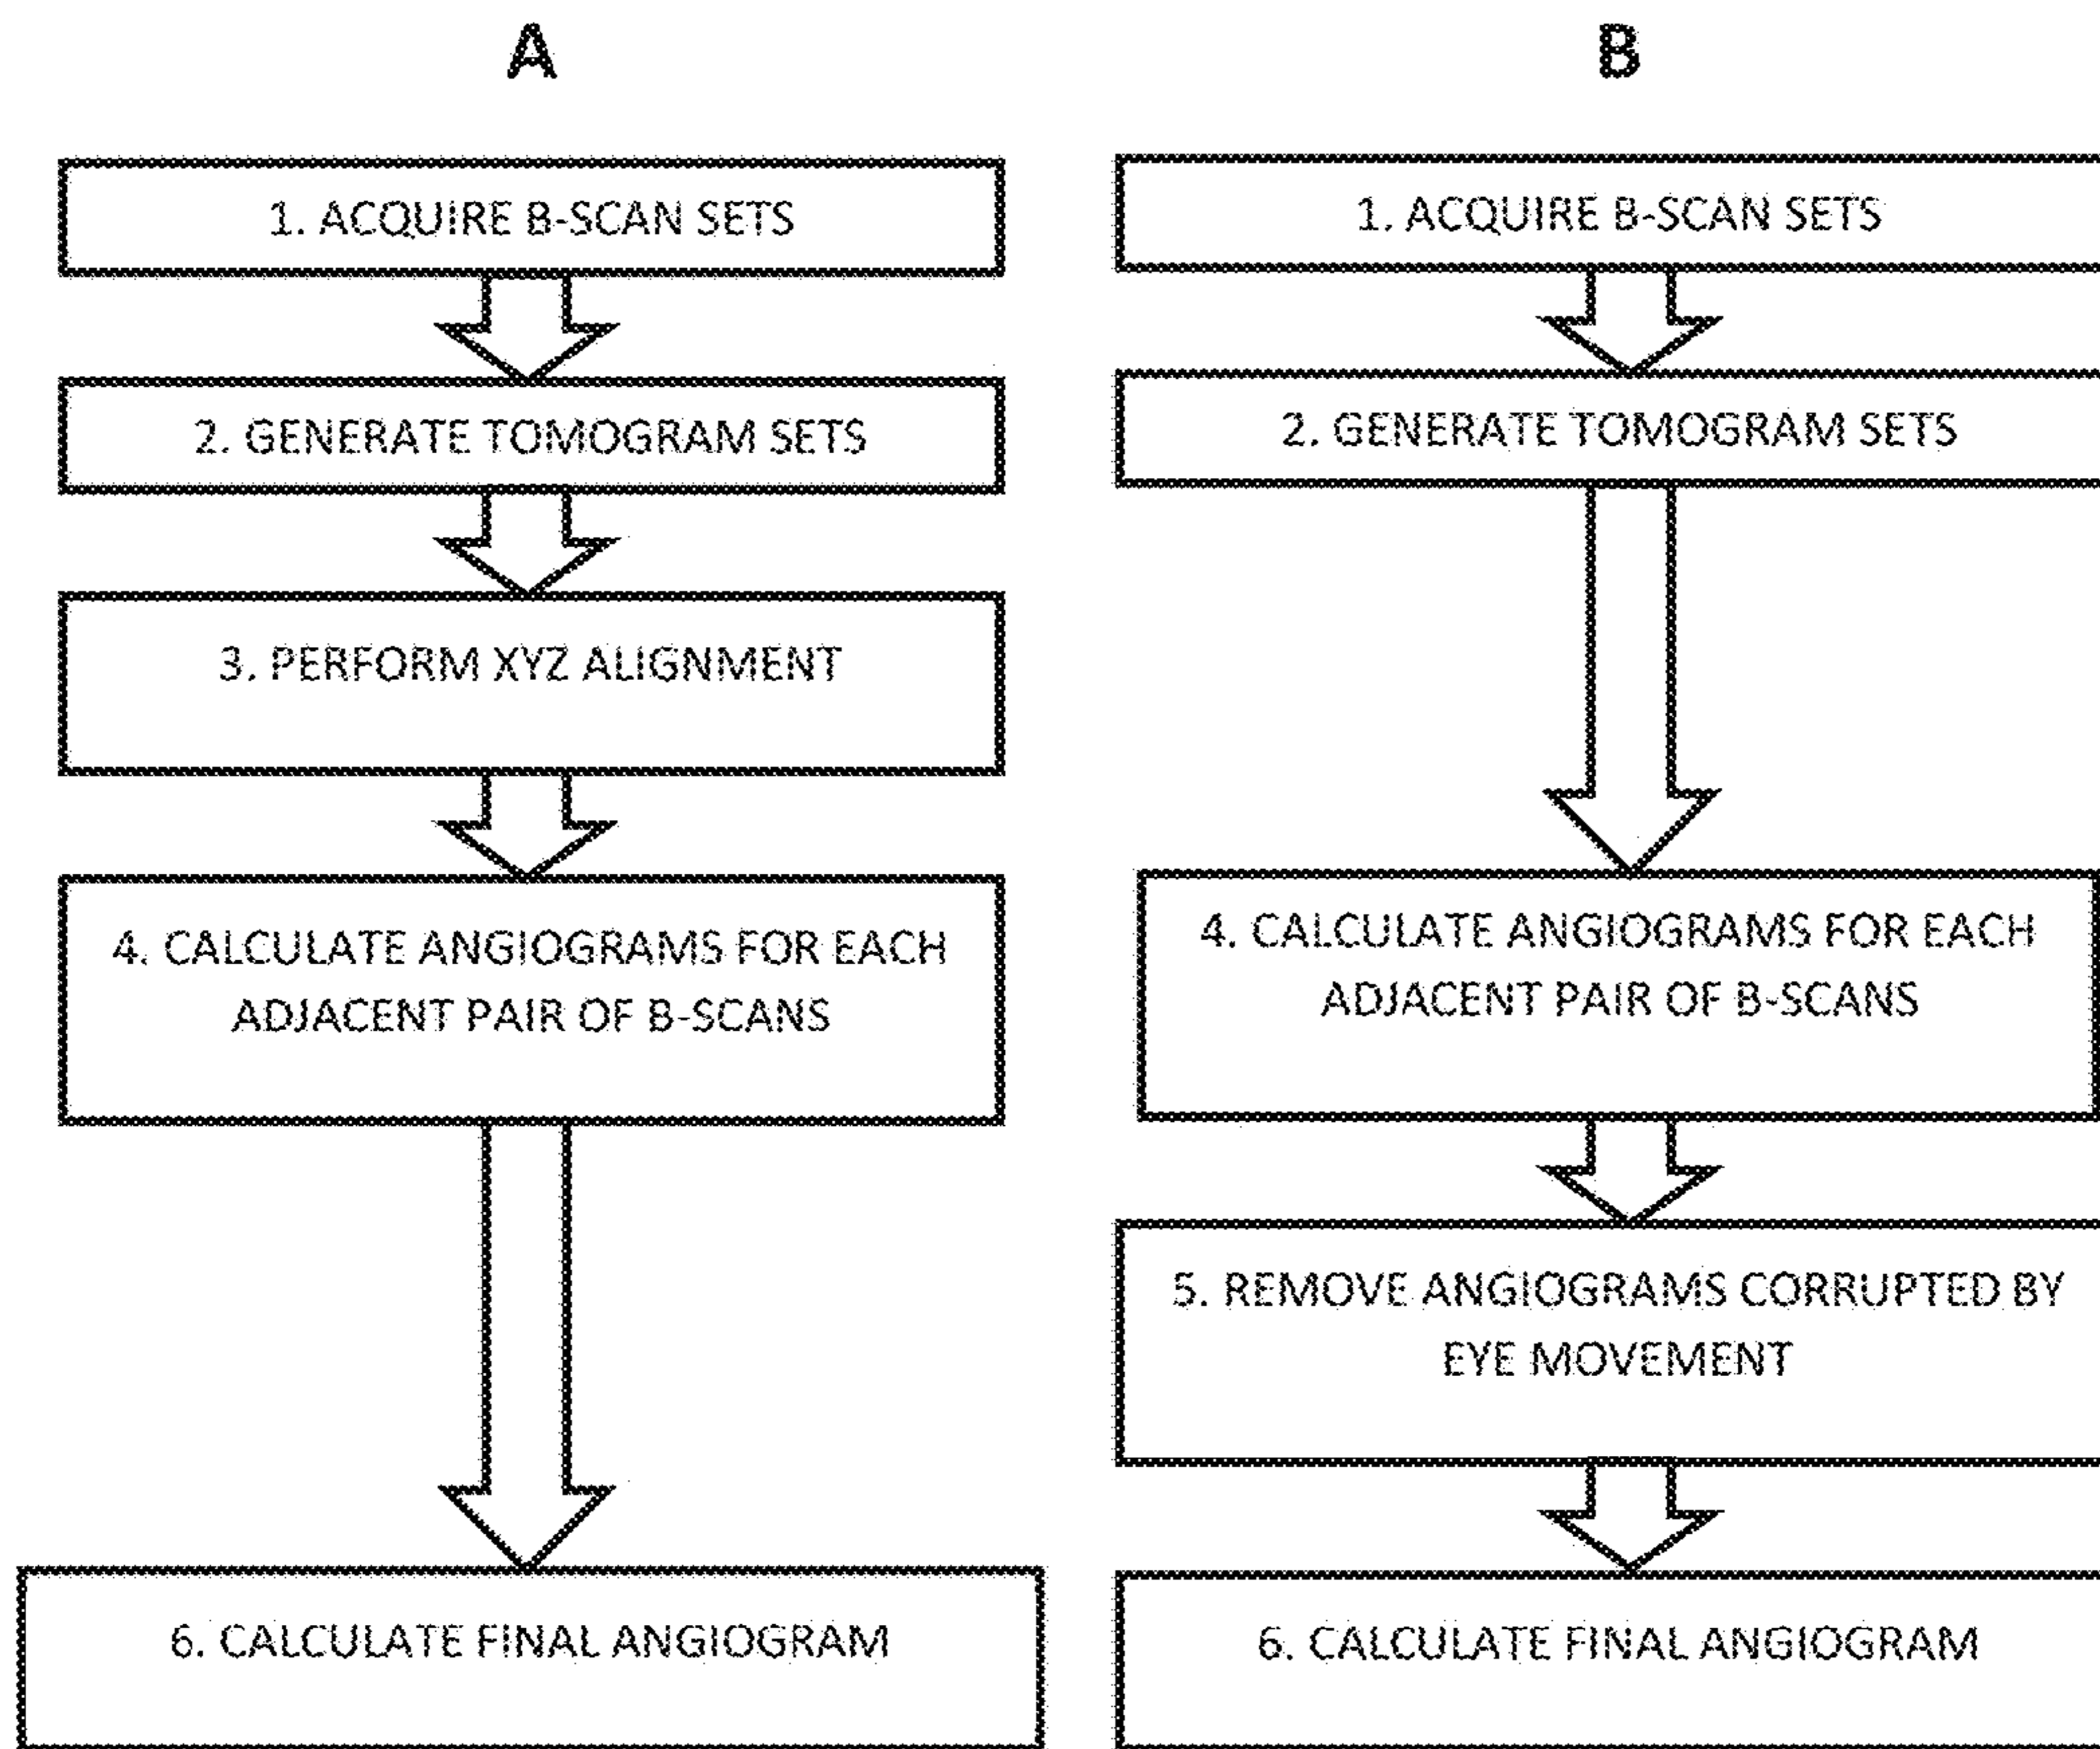 A
1. ACQUIRE B-SCAN SETS
2. GENERATE TOMOGRAM SETS
3. PERFORM XYZ ALIGNMENT
4. CALCULATE ANGIOGRAMS FOR EACH
ADJACENT PAIR OF B-SCANS
6. CALCULATE FINAL ANGIOGRAM
B
1. ACQUIRE B-SCAN SETS
2. GENERATE TOMOGRAM SETS
4. CALCULATE ANGIOGRAMS FOR EACH
ADJACENT PAIR OF B-SCANS
5. REMOVE ANGIOGRAMS CORRUPTED BY
EYE MOVEMENT
6. CALCULATE FINAL ANGIOGRAM